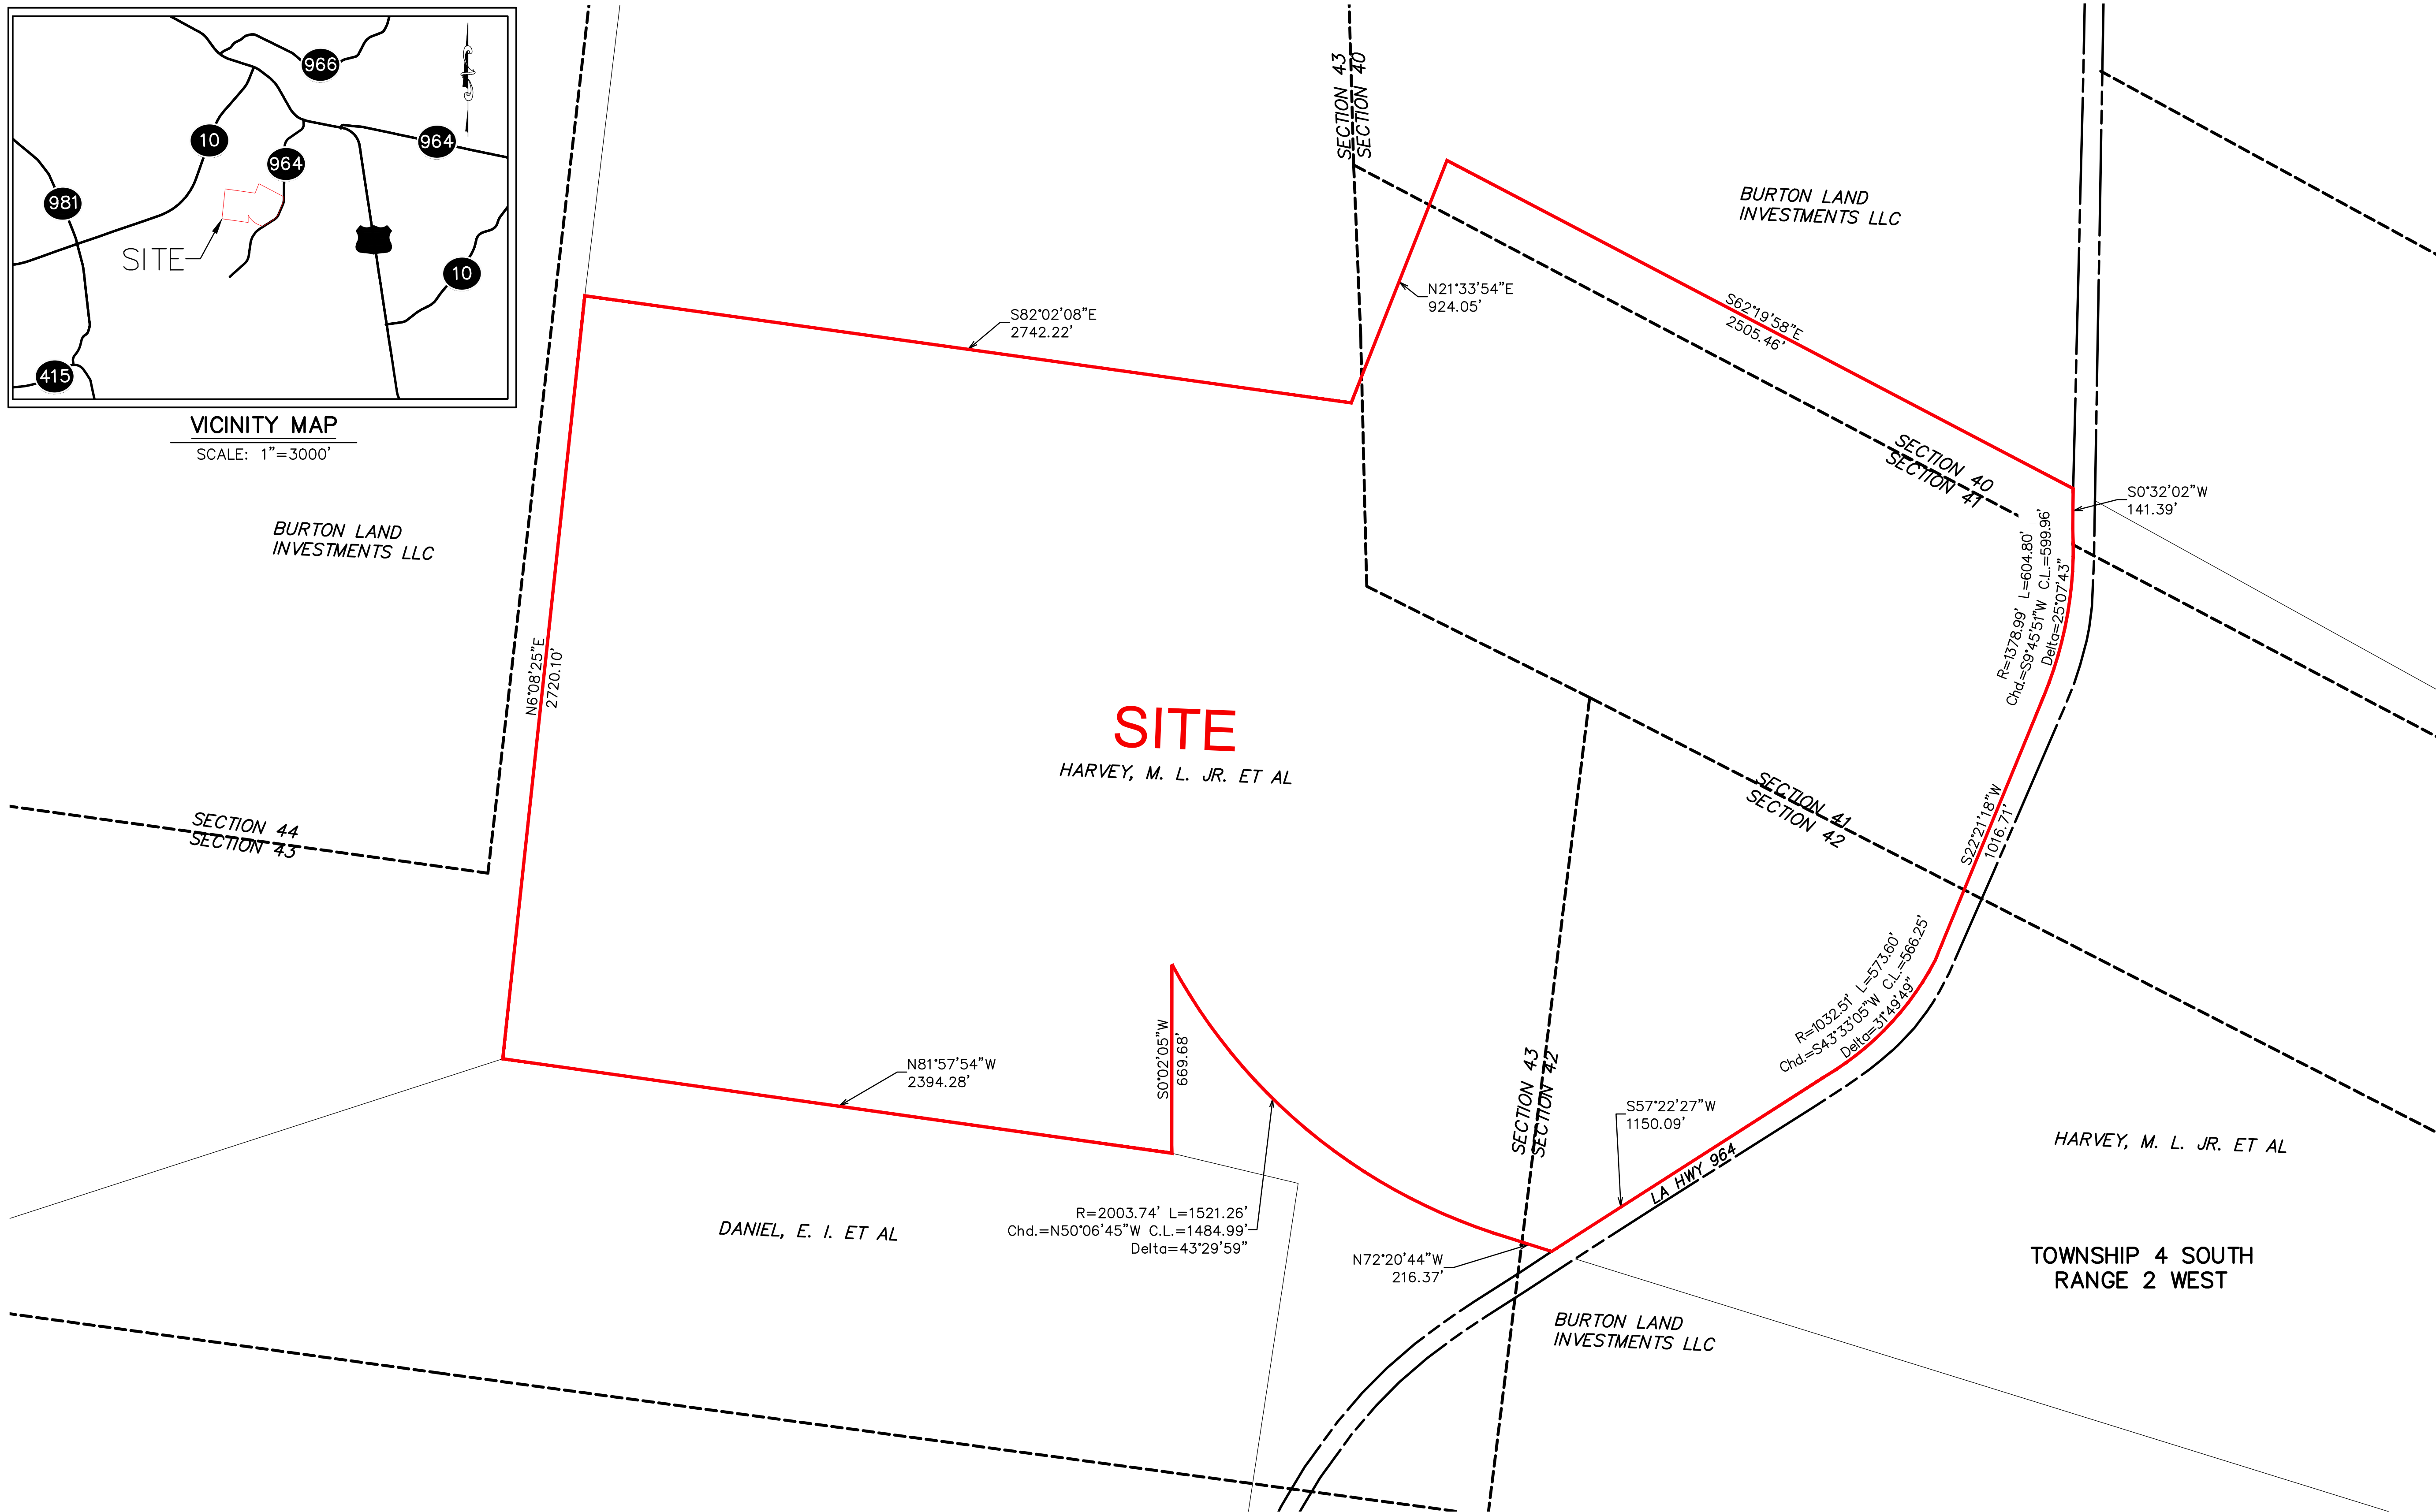 966
10
964
964
981
SITE
10
415
VICINITY MAP
SCALE: 1"=3000'
SECTION 43
SECTION 40
BURTON LAND
INVESTMENTS LLC
S82°02'08"E
2742.22'
N21°33'54"E
924.05'
S62°19'58"E
2505.46'
SECTION 40
SECTION 41
S0°32'02"W
141.39'
BURTON LAND
INVESTMENTS LLC
R=1378.99' L=604.80'
Chd.=S9°45'51"W C.L.=599.96'
Delta=25°07'43"
N6°08'25"E
2720.10'
SITE
HARVEY, M. L. JR. ET AL
SECTION 41
SECTION 42
S22°21'18"W
1016.71'
SECTION 44
SECTION 43
R=1032.51' L=573.60'
Chd.=S43°33'05"W C.L.=566.25'
Delta=31°49'49"
S0°02'05"W
669.68'
N81°57'54"W
2394.28'
SECTION 43
SECTION 42
S57°22'27"W
1150.09'
LA HWY 964
HARVEY, M. L. JR. ET AL
DANIEL, E. I. ET AL
R=2003.74' L=1521.26'
Chd.=N50°06'45"W C.L.=1484.99'
Delta=43°29'59"
N72°20'44"W
216.37'
TOWNSHIP 4 SOUTH
RANGE 2 WEST
BURTON LAND
INVESTMENTS LLC